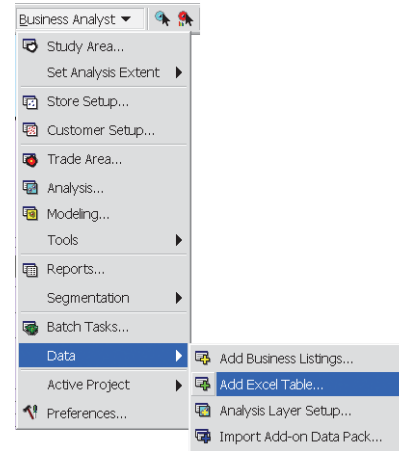 Business Analyst
Study Area...
Set Analysis Extent
Store Setup...
Customer Setup...
Trade Area...
Analysis...
Modeling...
Tools
Reports...
Segmentation
Batch Tasks...
Data
Add Business Listings...
Active Project
Add Excel Table...
Preferences...
Analysis Layer Setup...
Import Add-on Data Pack...